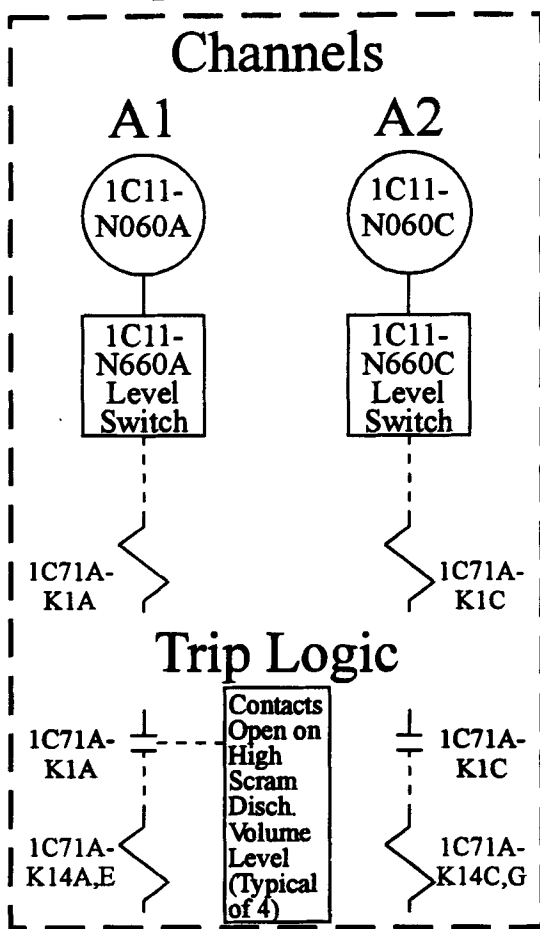 Channels
A1
A2
1C11-
N060A
1C11-
N060C
1C11-
N660A
Level
Switch
1C11-
N660C
Level
Switch
1C71A-
K1A
1C71A-
K1C
Trip Logic
1C71A-
K1A
Contacts
Open on
High
Scram
Disch.
Volume
Level
(Typical
of 4)
1C71A-
K1C
1C71A-
K14A,E
1C71A-
K14C,G